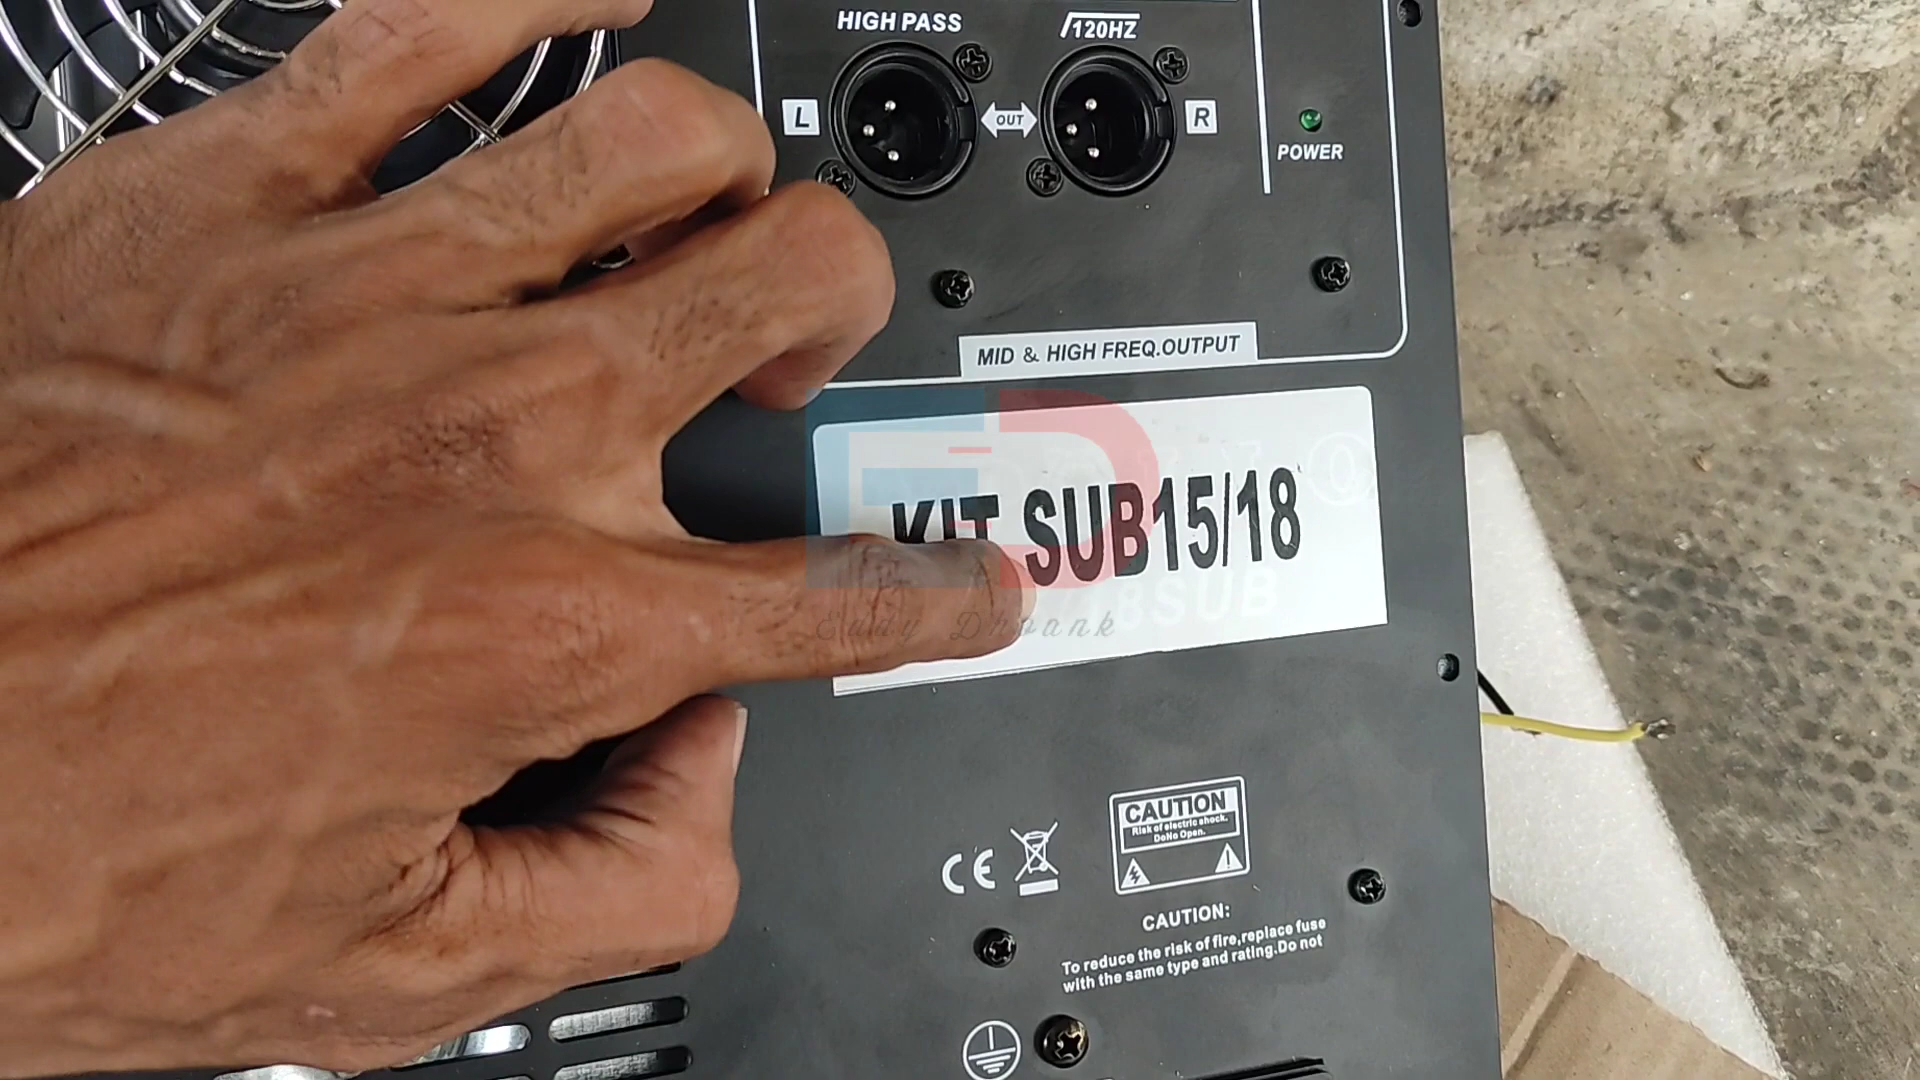 HIGH PASS
120HZ
L
OUT
R
POWER
MID & HIGH FREQ.OUTPUT
ED
KIT SUB15/18
18SUB
Eddy Dhoank
CE
CAUTION
Risk of electric shock.
DoNo Open.
CAUTION:
To reduce the risk of fire,replace fuse
with the same type and rating.Do not